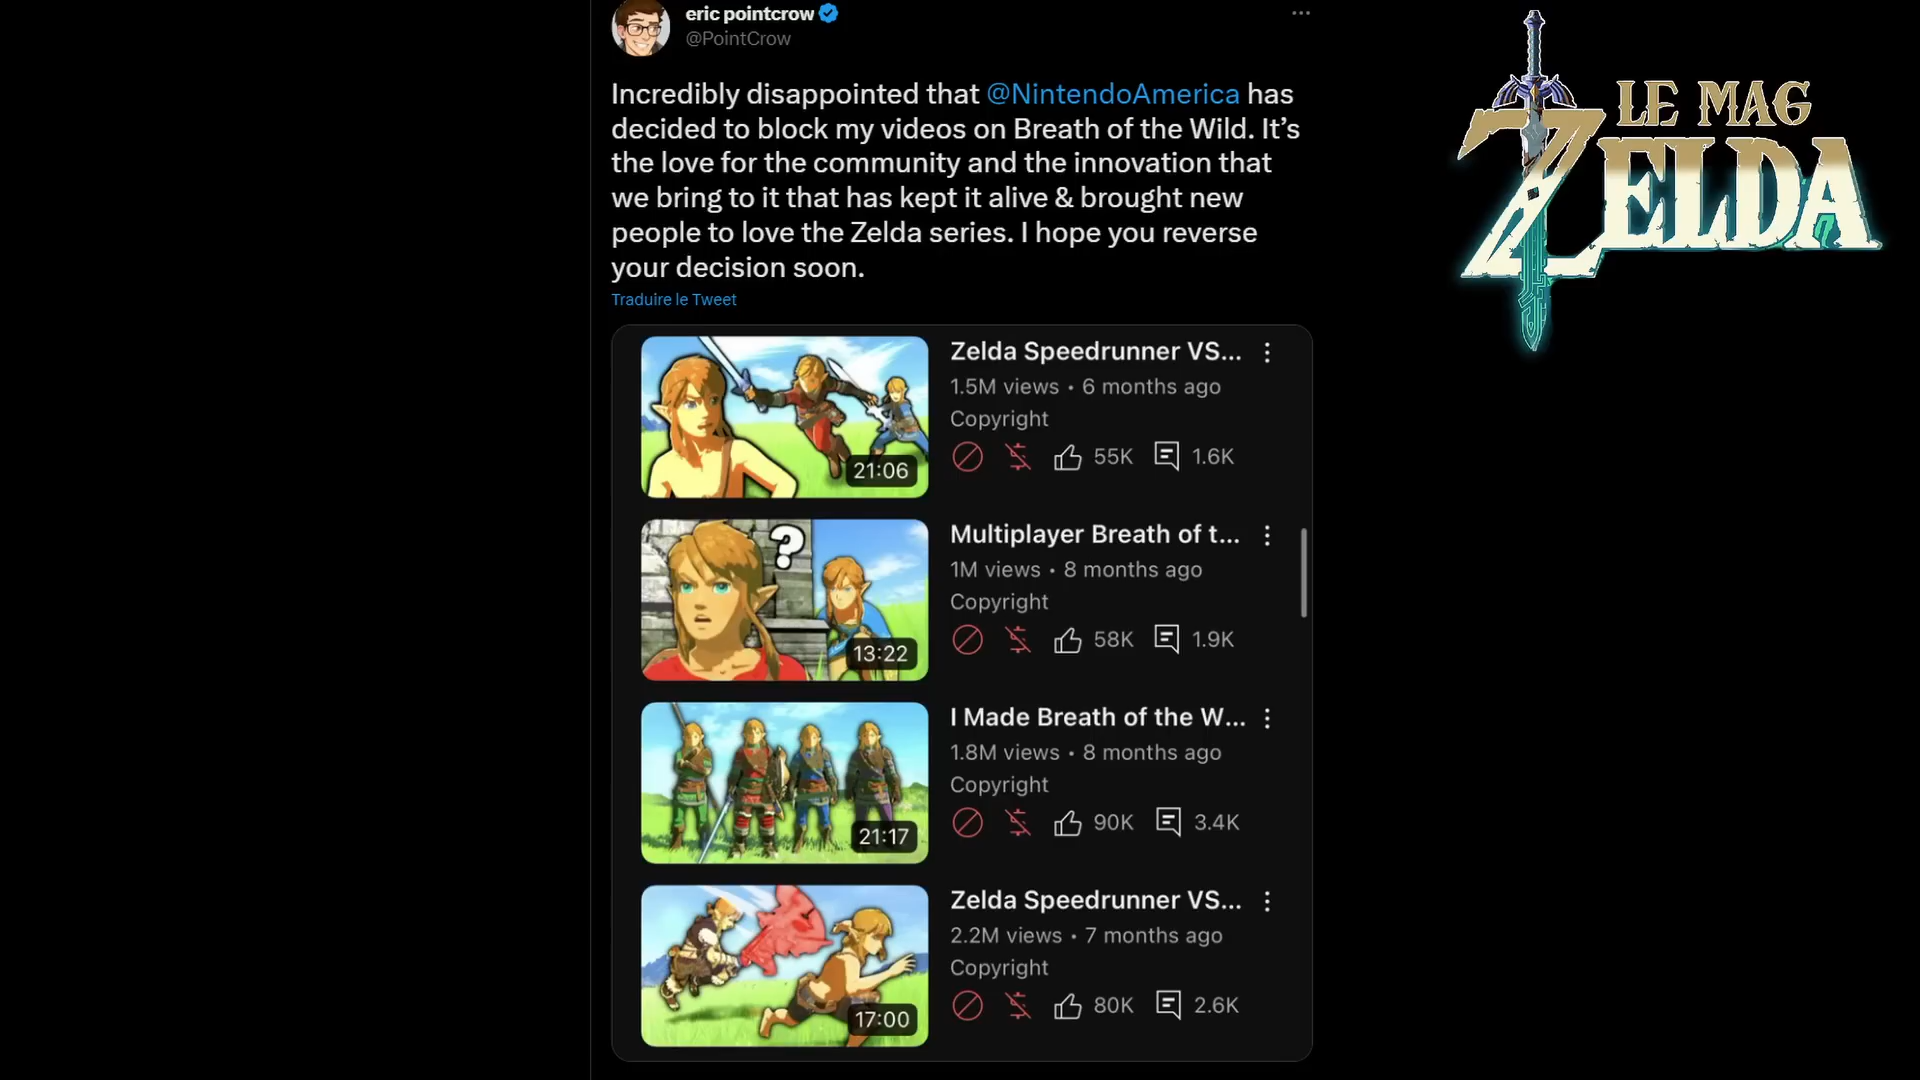 eric pointcrow
@PointCrow
Incredibly disappointed that @NintendoAmerica has
decided to block my videos on Breath of the Wild. It’s
the love for the community and the innovation that
we bring to it that has kept it alive & brought new
people to love the Zelda series. I hope you reverse
your decision soon.
Traduire le Tweet
Zelda Speedrunner VS...
1.5M views • 6 months ago
Copyright
55K 1.6K
21:06
Multiplayer Breath of t...
1M views • 8 months ago
Copyright
58K 1.9K
?
13:22
I Made Breath of the W...
1.8M views • 8 months ago
Copyright
90K 3.4K
21:17
Zelda Speedrunner VS...
2.2M views • 7 months ago
Copyright
80K 2.6K
17:00
LE MAG
ZELDA